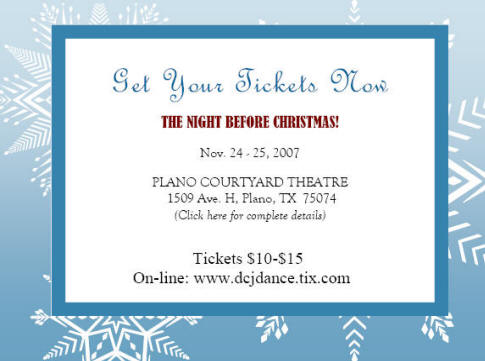 Get Your Tickets Now
THE NIGHT BEFORE CHRISTMAS!
Nov. 24 - 25, 2007
PLANO COURTYARD THEATRE
1509 Ave. H, Plano, TX 75074
(Click here for complete details)
Tickets $10-$15
On-line: www.dcjdance.tix.com